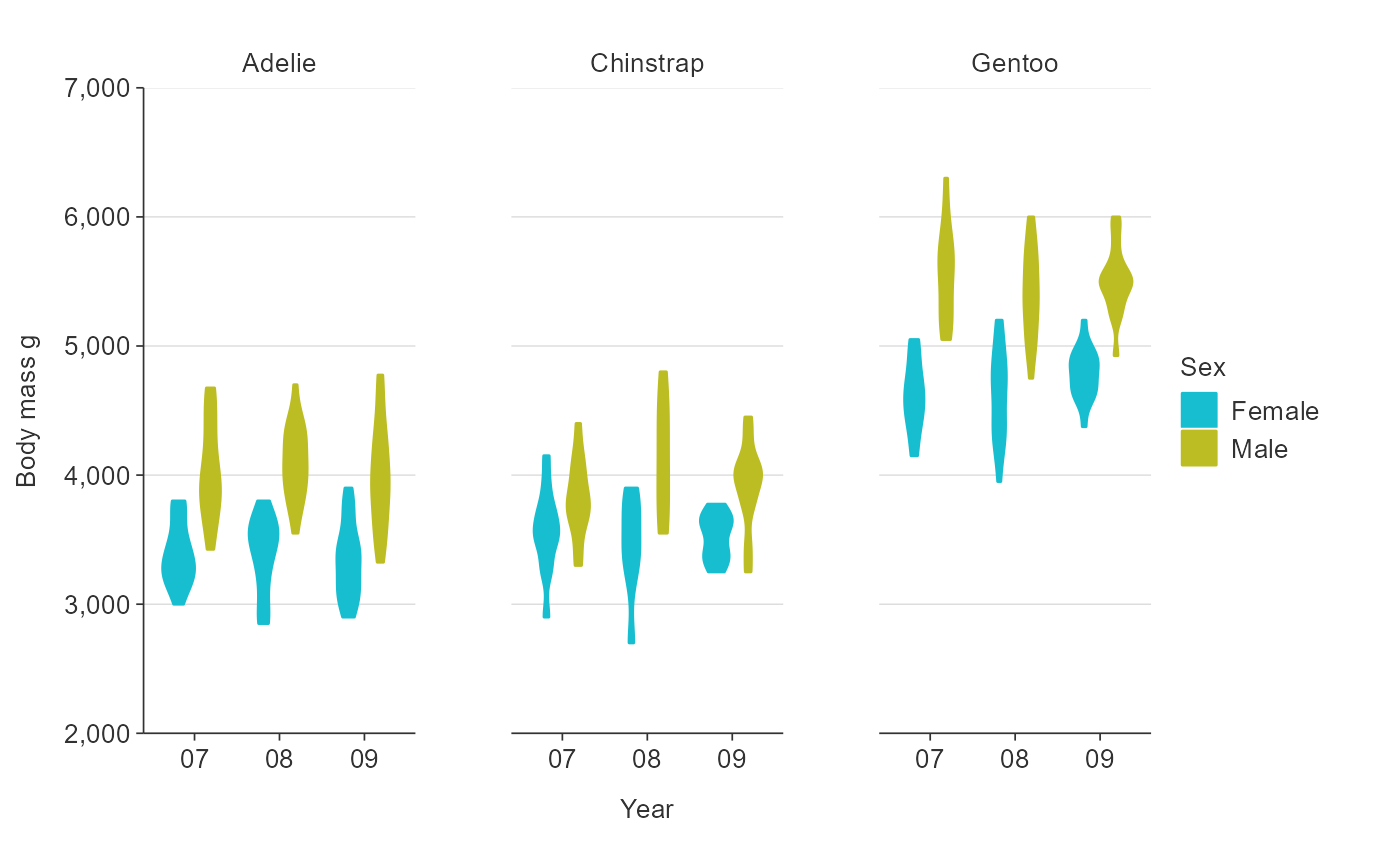 Adelie
Chinstrap
Gentoo
7,000
6,000
5,000
4,000
3,000
2,000
Body mass g
07 08 09
07 08 09
07 08 09
Year
Sex
Female
Male